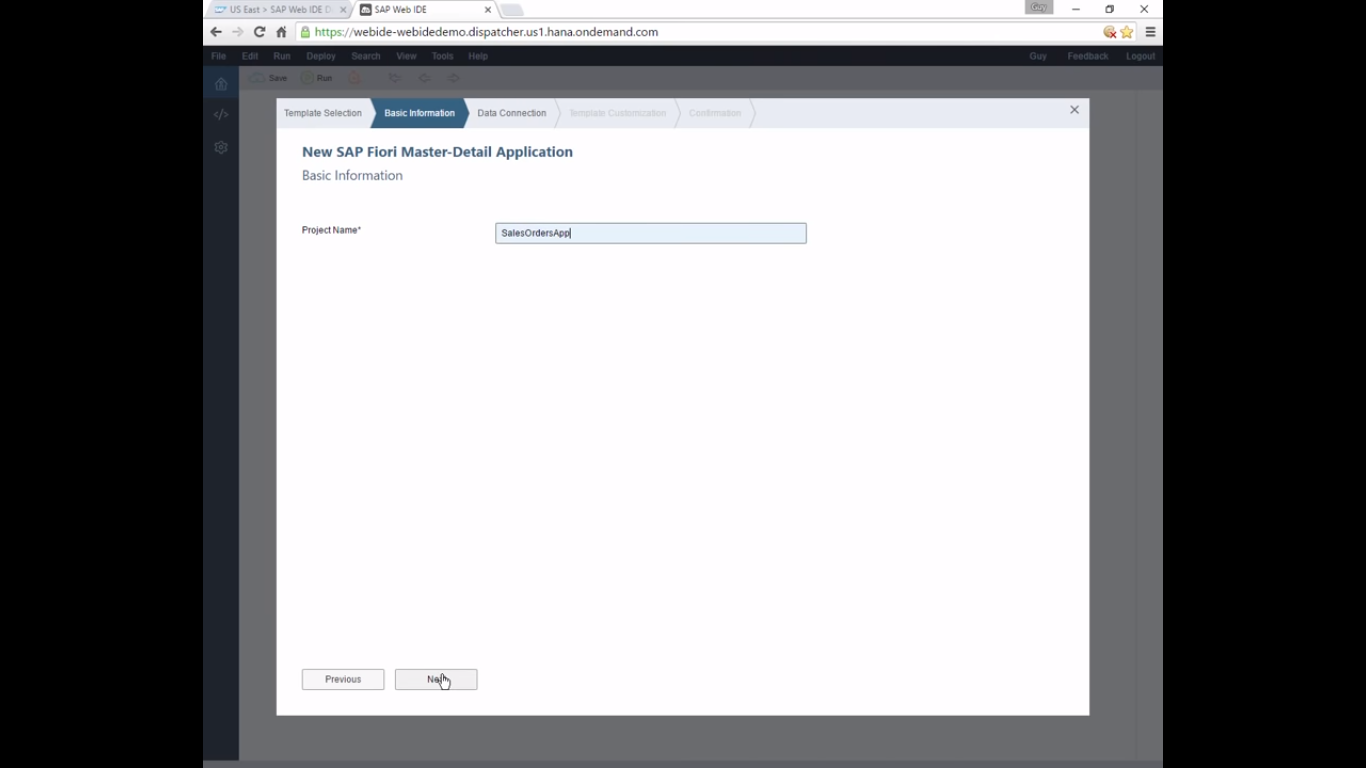 US East > SAP Web IDE D
SAP Web IDE
Guy
https://webide-webidedemo.dispatcher.us1.hana.ondemand.com
File Edit Run Deploy Search View Tools Help Guy Feedback Logout
Save Run
Template Selection Basic Information Data Connection Template Customization Confirmation
New SAP Fiori Master-Detail Application
Basic Information
Project Name* SalesOrdersApp
Previous